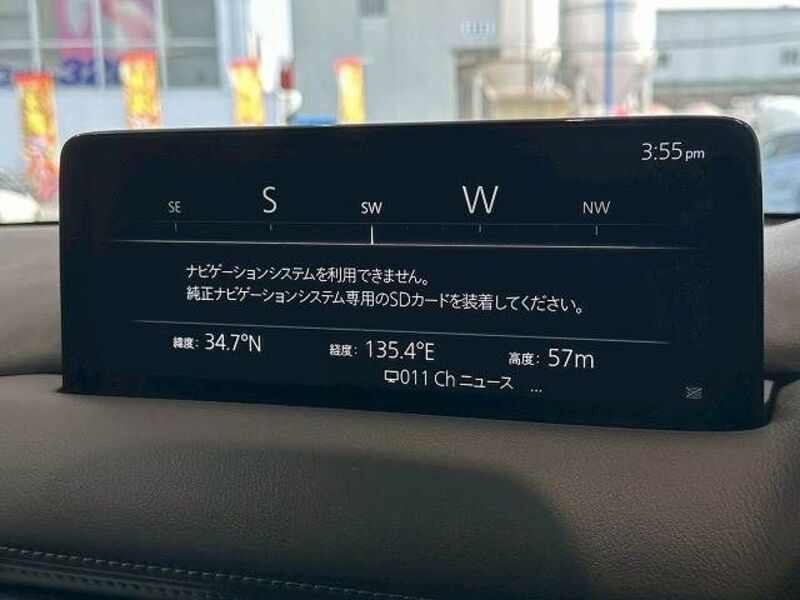 3:55pm
SE S SW W NW
ナビゲーションシステムを利用できません。
純正ナビゲーションシステム専用のSDカードを装着してください。
緯度: 34.7°N 経度: 135.4°E 高度: 57m
011 Ch ニュース ...